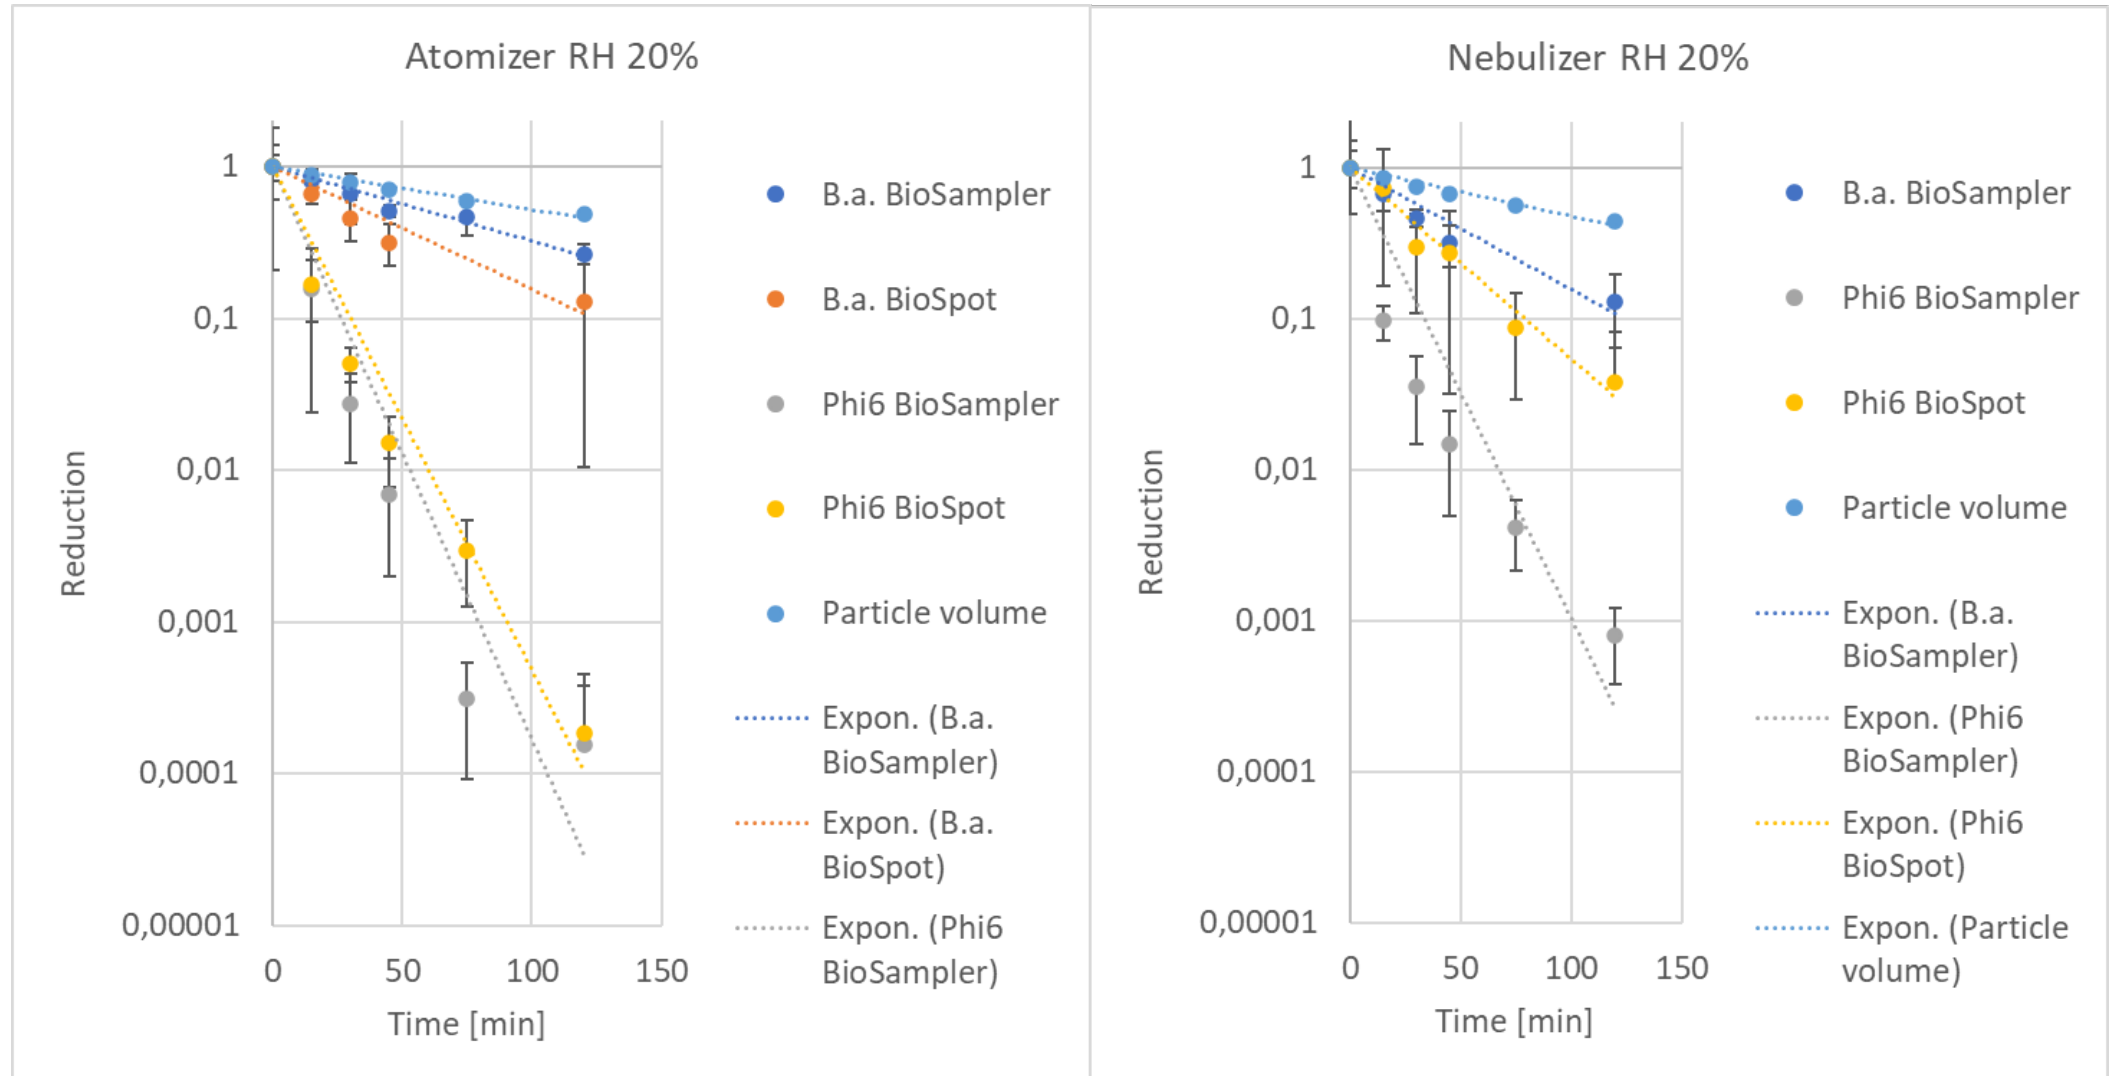 Atomizer RH 20%
1
0,1
0,01
0,001
0,0001
0,00001
Reduction
0 50 100 150
Time [min]
B.a. BioSampler
B.a. BioSpot
Phi6 BioSampler
Phi6 BioSpot
Particle volume
Expon. (B.a.
BioSampler)
Expon. (B.a.
BioSpot)
Expon. (Phi6
BioSampler)
Nebulizer RH 20%
1
0,1
0,01
0,001
0,0001
0,00001
Reduction
0 50 100 150
Time [min]
B.a. BioSampler
Phi6 BioSampler
Phi6 BioSpot
Particle volume
Expon. (B.a.
BioSampler)
Expon. (Phi6
BioSampler)
Expon. (Phi6
BioSpot)
Expon. (Particle
volume)